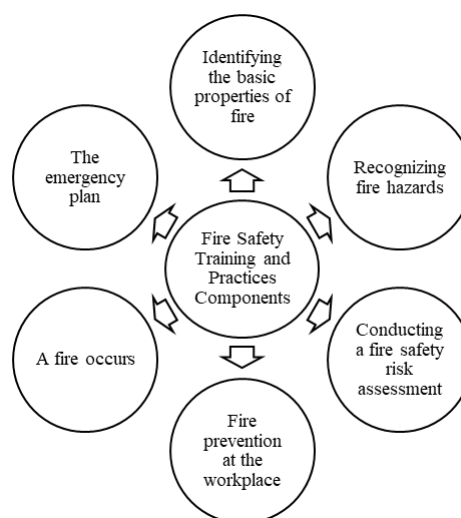 Identifying
the basic
properties of
fire
The
emergency
plan
Recognizing
fire hazards
Fire Safety
Training and
Practices
Components
A fire occurs
Conducting
a fire safety
risk
assessment
Fire
prevention
at the
workplace